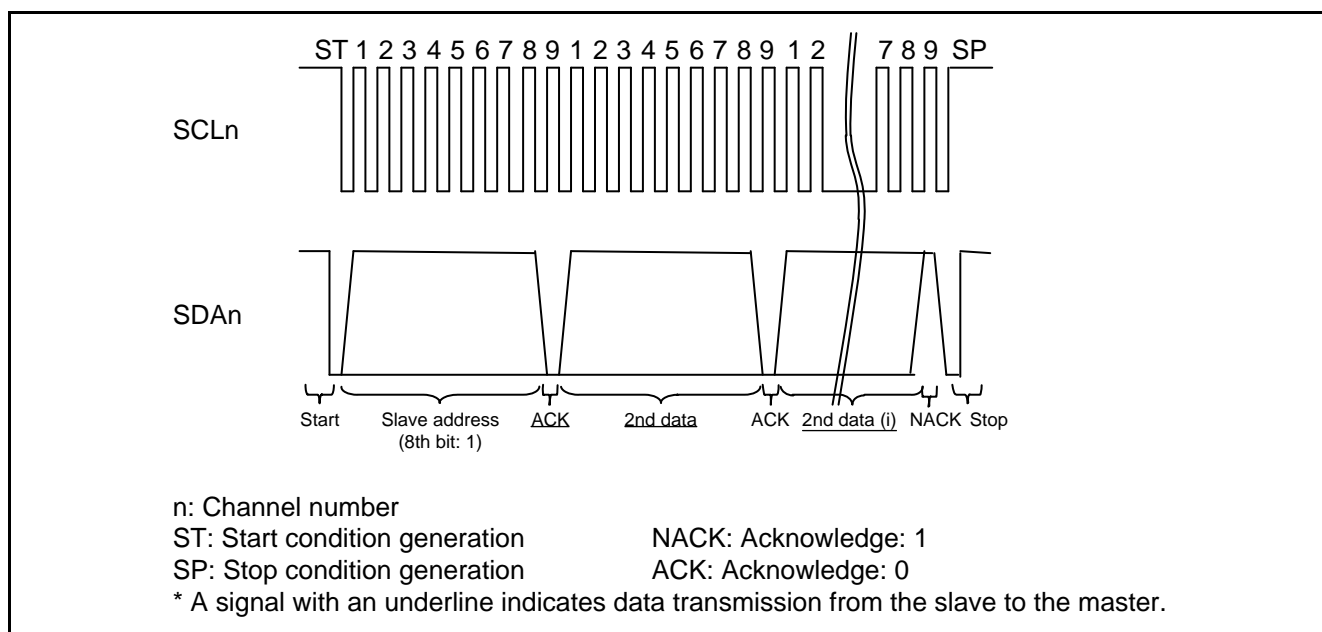 ST 1 2 3 4 5 6 7 8 9 1 2 3 4 5 6 7 8 9 1 2 7 8 9 SP
SCLn
SDAn
Start Slave address ACK 2nd data ACK 2nd data (i) NACK Stop
(8th bit: 1)
n: Channel number
ST: Start condition generation NACK: Acknowledge: 1
SP: Stop condition generation ACK: Acknowledge: 0
* A signal with an underline indicates data transmission from the slave to the master.